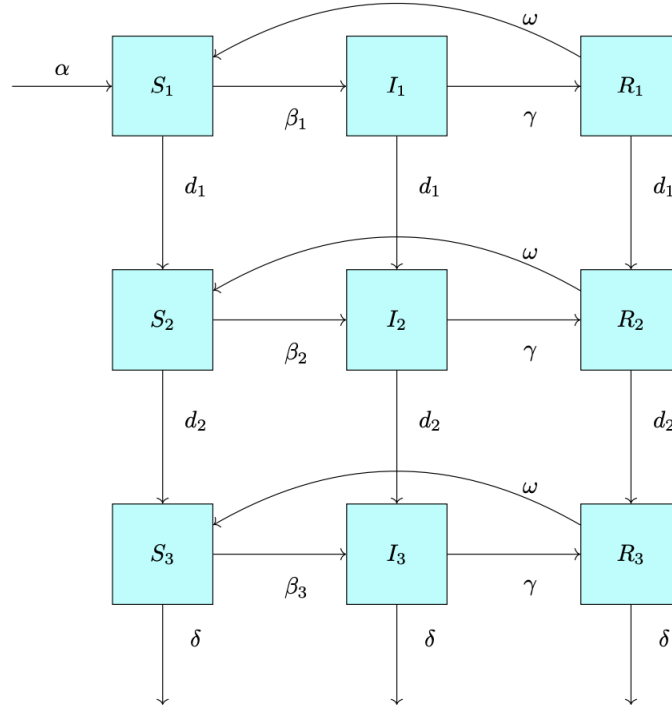 ω
α S₁ I₁ R₁
β₁ γ
d₁ d₁ d₁
ω
S₂ I₂ R₂
β₂ γ
d₂ d₂ d₂
ω
S₃ I₃ R₃
β₃ γ
δ δ δ